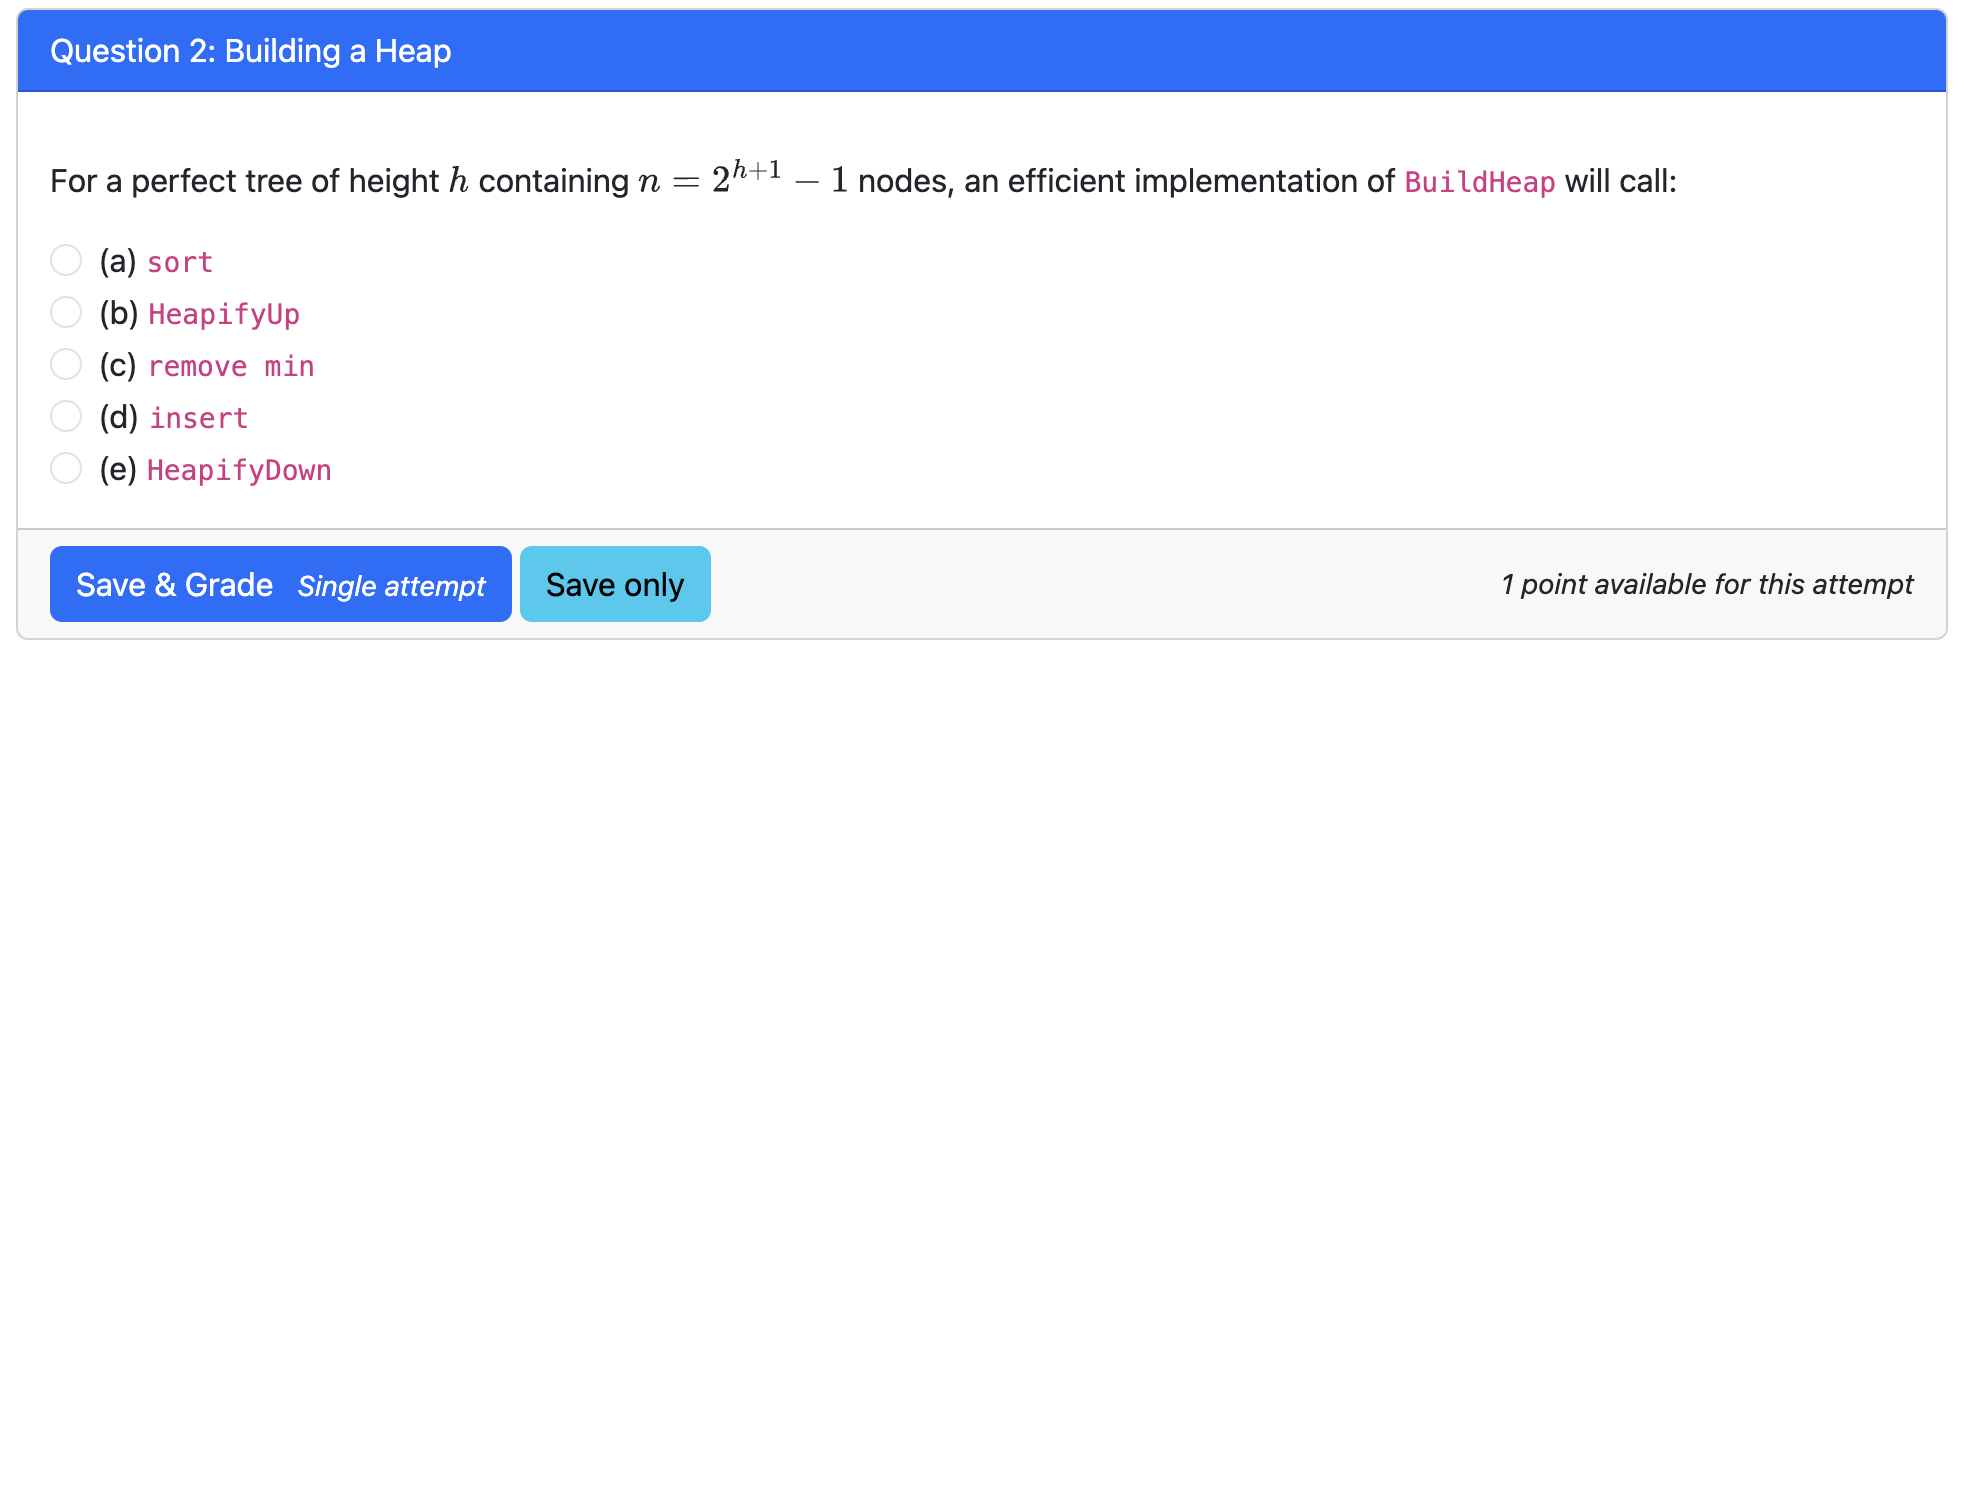 Question 2: Building a Heap
For a perfect tree of height h containing n = 2^{h+1} − 1 nodes, an efficient implementation of BuildHeap will call:
(a) sort
(b) HeapifyUp
(c) remove min
(d) insert
(e) HeapifyDown
Save & Grade Single attempt Save only 1 point available for this attempt